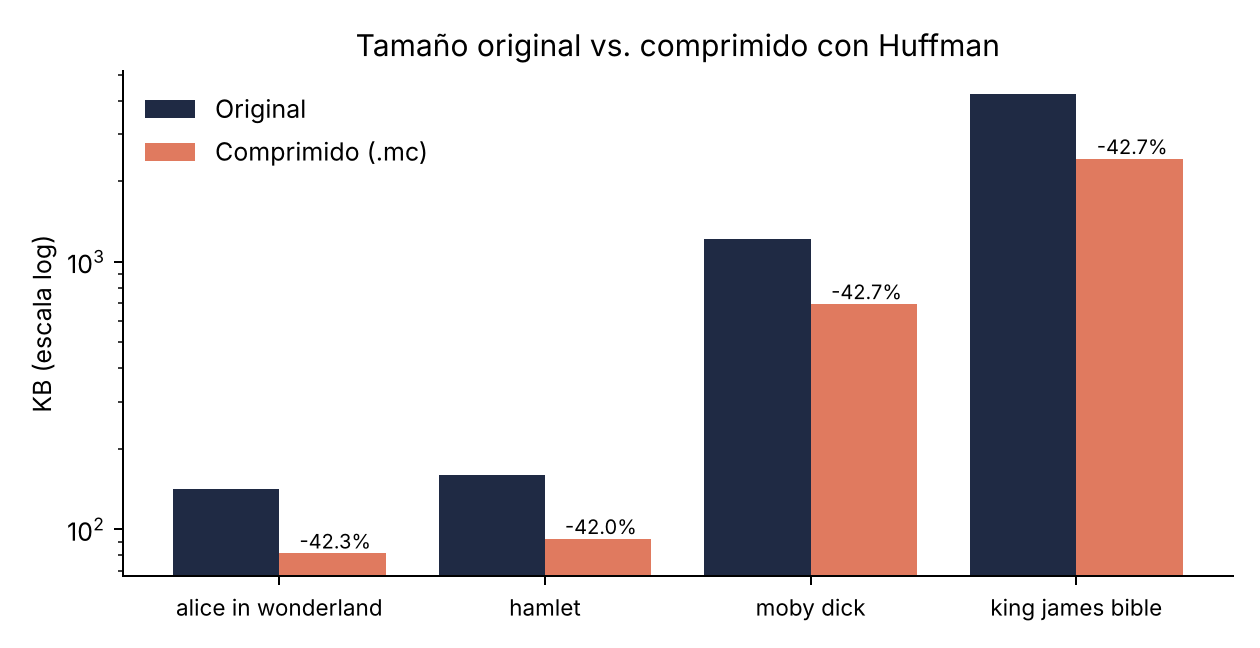 Tamaño original vs. comprimido con Huffman
Original
Comprimido (.mc)
KB (escala log)
10³
10²
-42.3%
-42.0%
-42.7%
-42.7%
alice in wonderland
hamlet
moby dick
king james bible